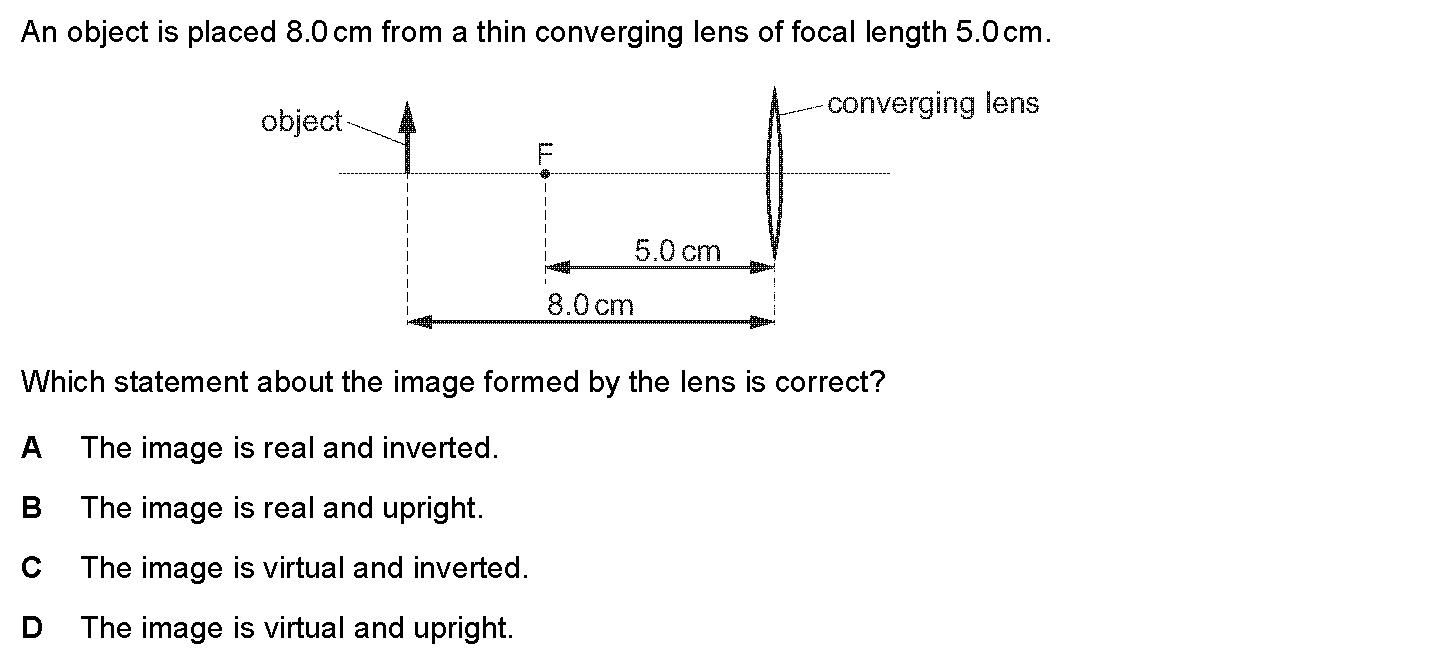 An object is placed 8.0 cm from a thin converging lens of focal length 5.0 cm.
converging lens
object
F
5.0 cm
8.0 cm
Which statement about the image formed by the lens is correct?
A The image is real and inverted.
B The image is real and upright.
C The image is virtual and inverted.
D The image is virtual and upright.